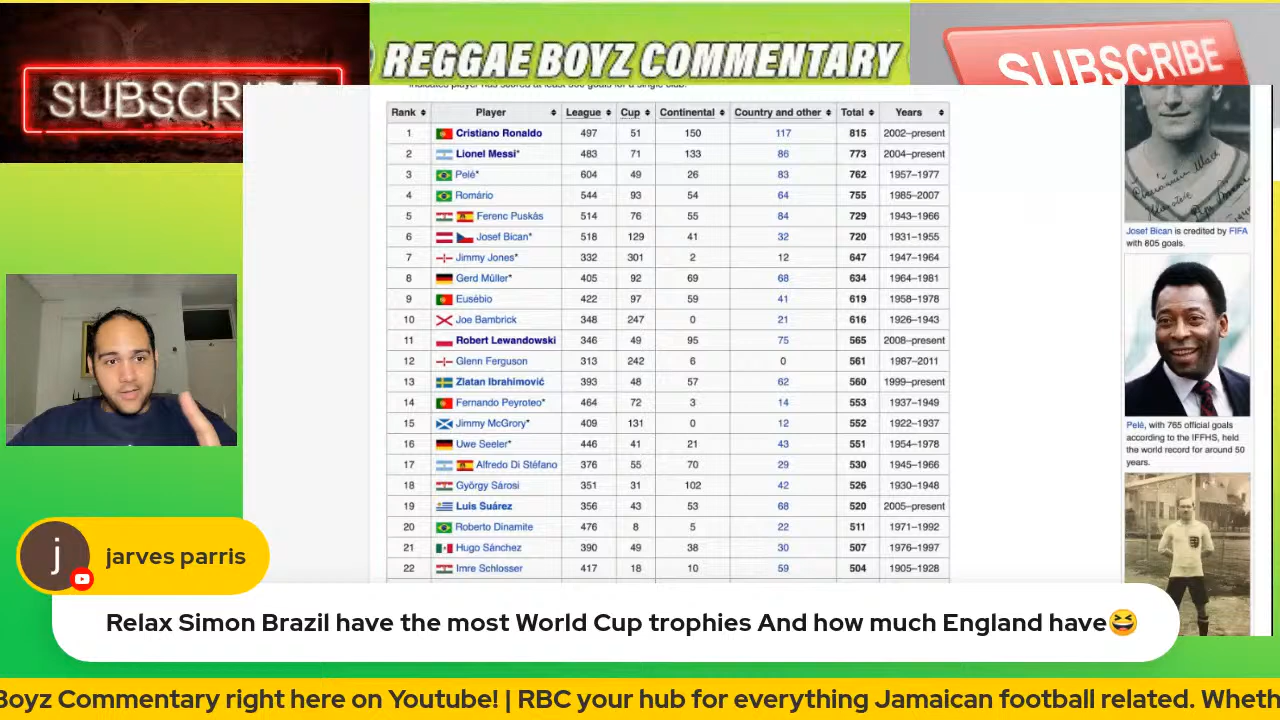 SUBSCR
REGGAE BOYZ COMMENTARY
SUBSCRIBE
Rank Player League Cup Continental Country and other Total Years
1 Cristiano Ronaldo 497 51 150 117 815 2002–present
2 Lionel Messi* 483 71 133 86 773 2004–present
3 Pelé* 604 49 26 83 762 1957–1977
4 Romário 544 93 54 64 755 1985–2007
5 Ferenc Puskás 514 76 55 84 729 1943–1966
6 Josef Bican* 518 129 41 32 720 1931–1955
7 Jimmy Jones* 332 301 2 12 647 1947–1964
8 Gerd Müller* 405 92 69 68 634 1964–1981
9 Eusébio 422 97 59 41 619 1958–1978
10 Joe Bambrick 348 247 0 21 616 1926–1943
11 Robert Lewandowski 346 49 95 75 565 2008–present
12 Glenn Ferguson 313 242 6 0 561 1987–2011
13 Zlatan Ibrahimović 393 48 57 62 560 1999–present
14 Fernando Peyroteo* 464 72 3 14 553 1937–1949
15 Jimmy McGrory* 409 131 0 12 552 1922–1937
16 Uwe Seeler* 446 41 21 43 551 1954–1978
17 Alfredo Di Stéfano 376 55 70 29 530 1945–1966
18 György Sárosi 351 31 102 42 526 1930–1948
19 Luis Suárez 356 43 53 68 520 2005–present
20 Roberto Dinamite 476 8 5 22 511 1971–1992
21 Hugo Sánchez 390 49 38 30 507 1976–1997
22 Imre Schlosser 417 18 10 59 504 1905–1928
Josef Bican is credited by FIFA
with 805 goals.
Pelé, with 765 official goals
according to the IFFHS, held
the world record for around 50
years.
j
jarves parris
Relax Simon Brazil have the most World Cup trophies And how much England have😆
Boyz Commentary right here on Youtube! | RBC your hub for everything Jamaican football related. Wheth